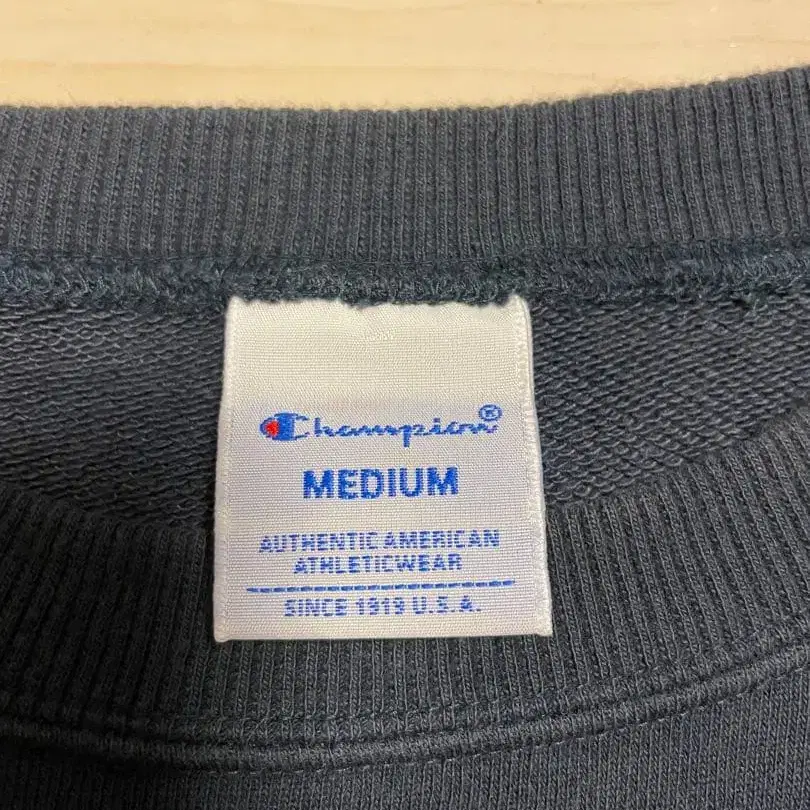 Champion®
MEDIUM
AUTHENTIC AMERICAN
ATHLETICWEAR
SINCE 1919 U.S.A.